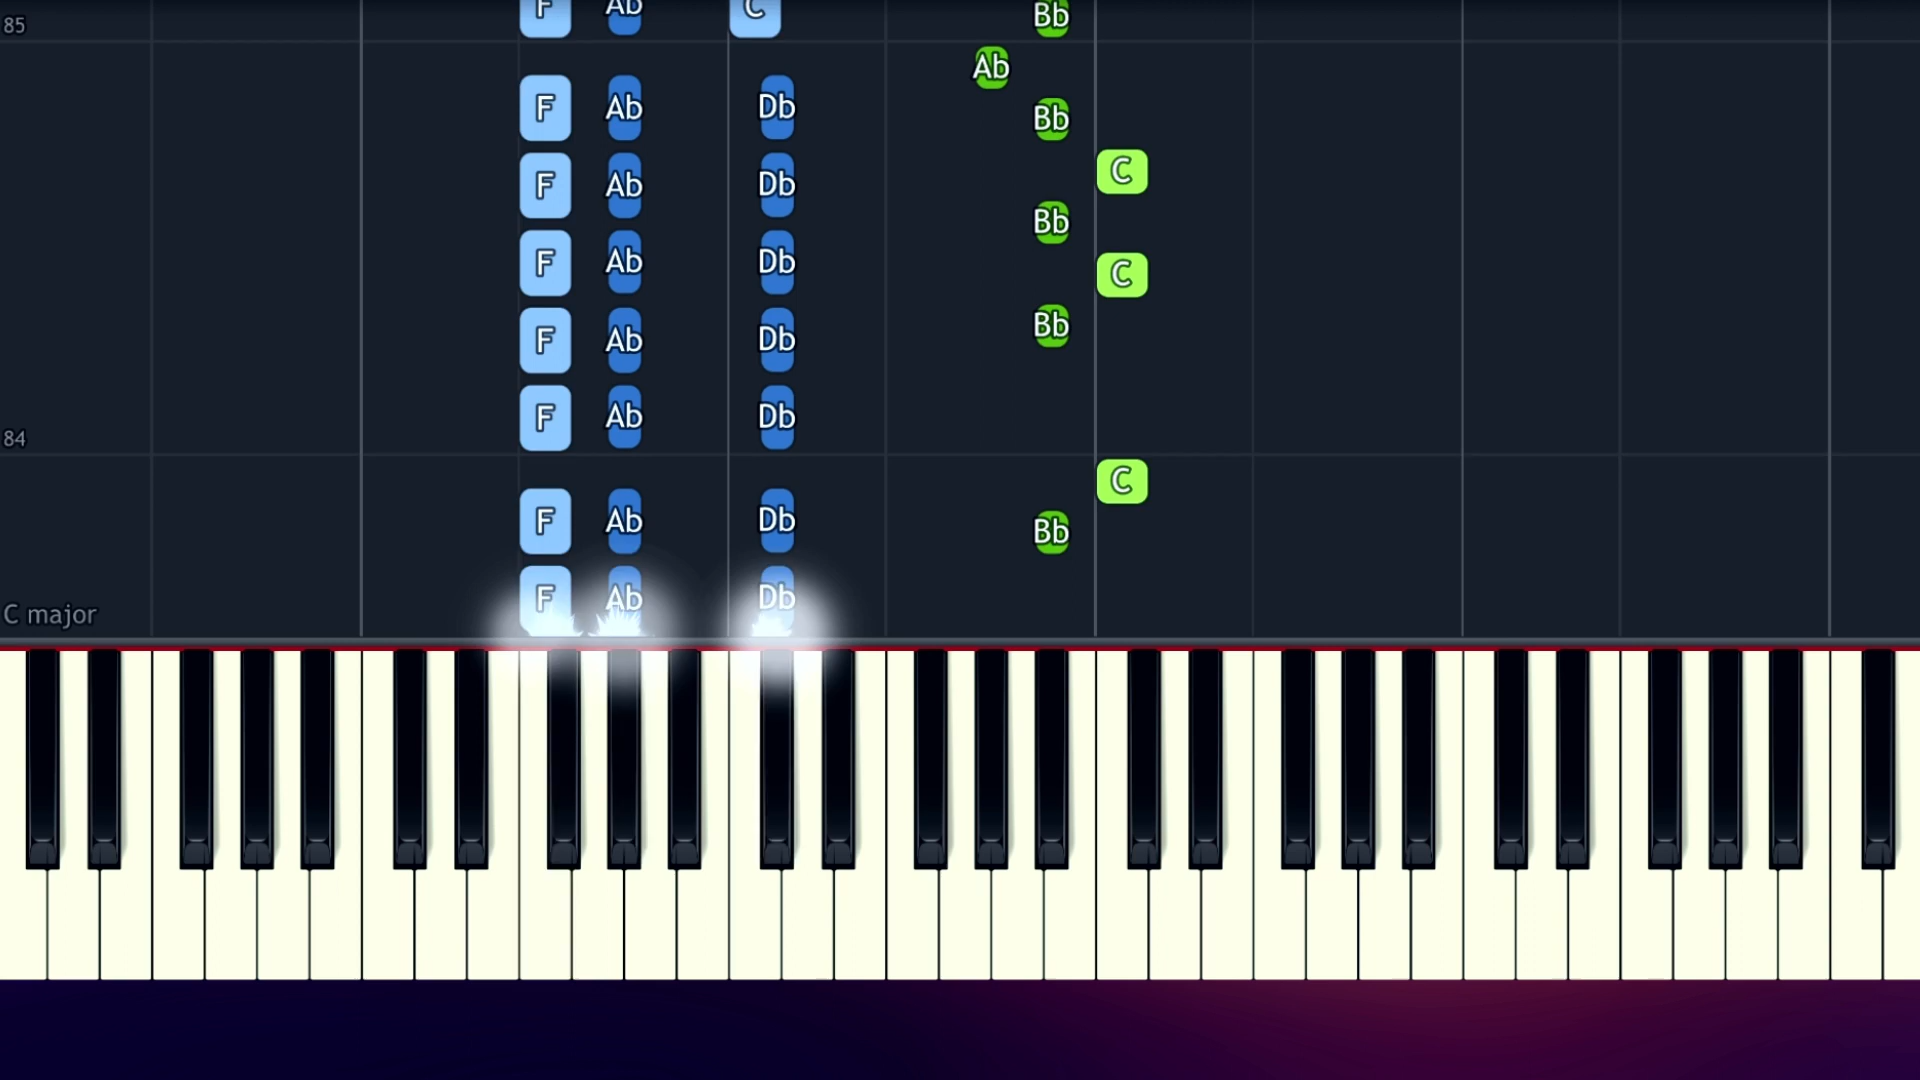 85
F Ab C Bb
Ab
F Ab Db Bb
F Ab Db C
Bb
F Ab Db C
F Ab Db Bb
F Ab Db
84
C
F Ab Db Bb
F Ab Db
C major